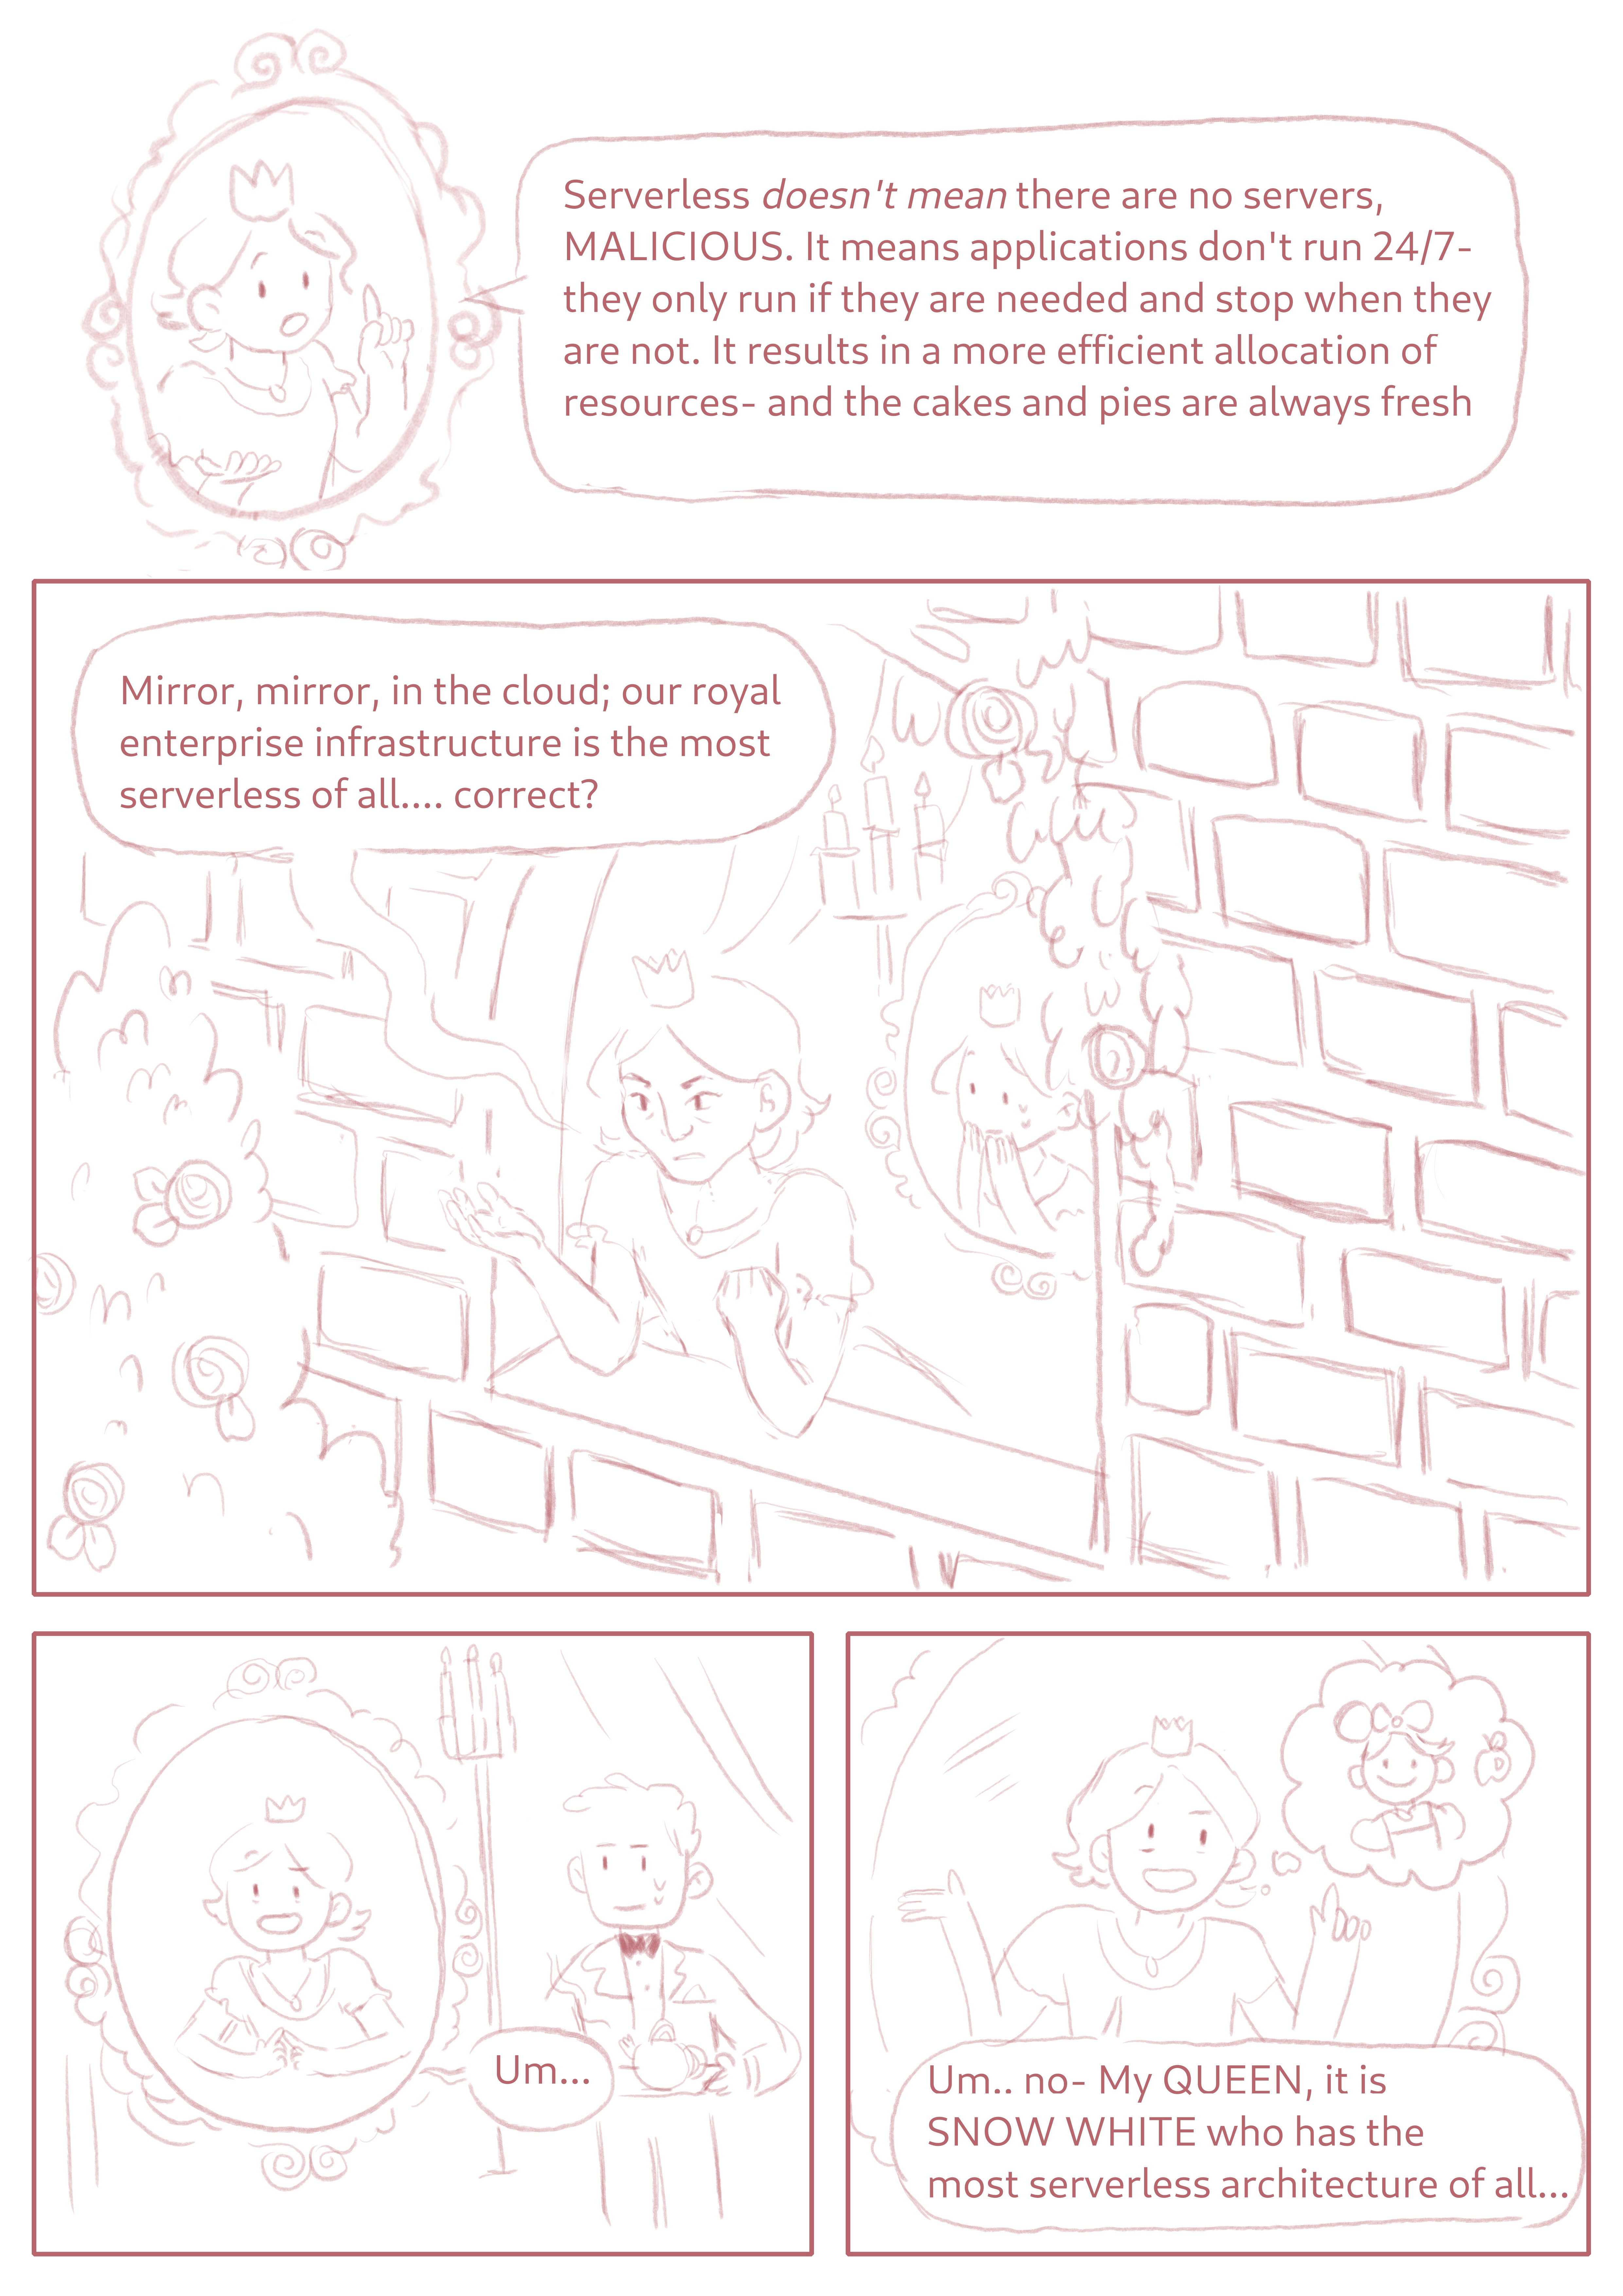 Serverless doesn't mean there are no servers,
MALICIOUS. It means applications don't run 24/7-
they only run if they are needed and stop when they
are not. It results in a more efficient allocation of
resources- and the cakes and pies are always fresh
Mirror, mirror, in the cloud; our royal
enterprise infrastructure is the most
serverless of all.... correct?
Um...
Um.. no- My QUEEN, it is
SNOW WHITE who has the
most serverless architecture of all...